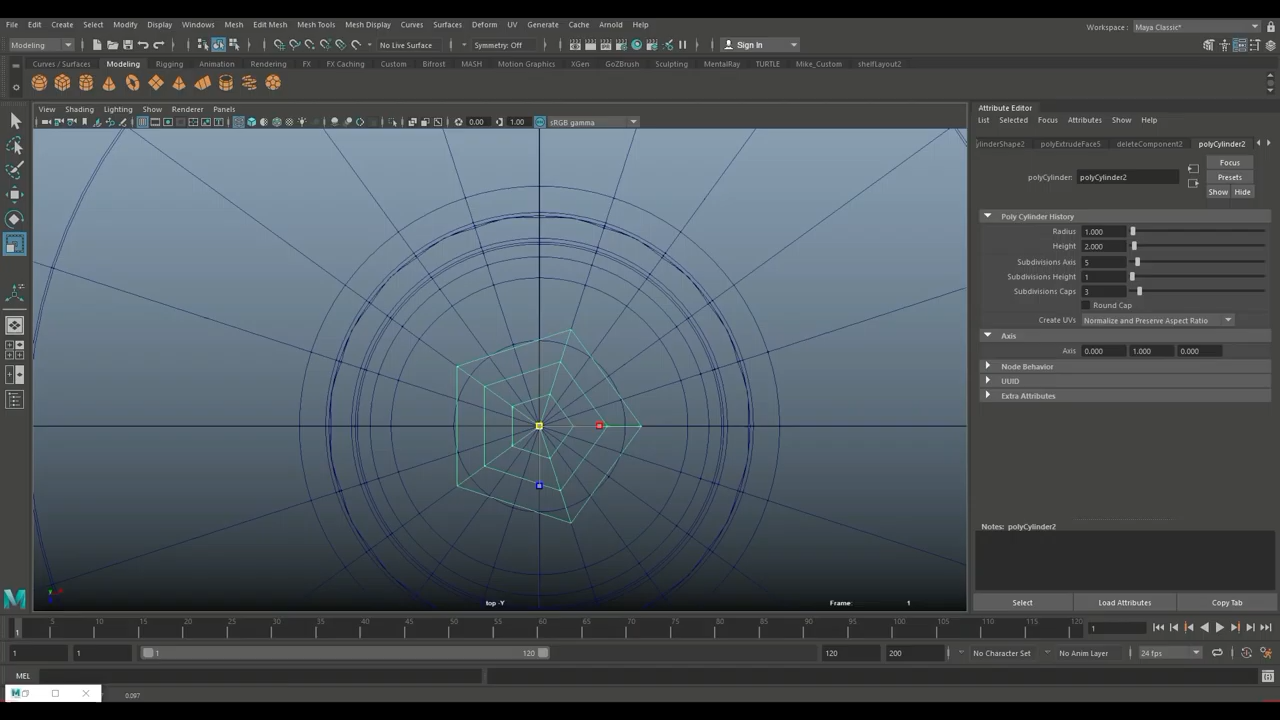 File Edit Create Select Modify Display Windows Mesh Edit Mesh Mesh Tools Mesh Display Curves Surfaces Deform UV Generate Cache Arnold Help
Workspace : Maya Classic*
Modeling
No Live Surface
Symmetry: Off
Sign In
Curves / Surfaces Modeling Rigging Animation Rendering FX FX Caching Custom Bifrost MASH Motion Graphics XGen GoZBrush Sculpting MentalRay TURTLE Mike_Custom shelfLayout2
View Shading Lighting Show Renderer Panels
0.00 1.00 sRGB gamma
top -Y
Frame: 1
Attribute Editor
List Selected Focus Attributes Show Help
ylinderShape2 polyExtrudeFace5 deleteComponent2 polyCylinder2
Focus
polyCylinder: polyCylinder2
Presets
Show Hide
Poly Cylinder History
Radius 1.000
Height 2.000
Subdivisions Axis 5
Subdivisions Height 1
Subdivisions Caps 3
Round Cap
Create UVs Normalize and Preserve Aspect Ratio
Axis
Axis 0.000 1.000 0.000
Node Behavior
UUID
Extra Attributes
Notes: polyCylinder2
Select Load Attributes Copy Tab
5 10 15 20 25 30 35 40 45 50 55 60 65 70 75 80 85 90 95 100 105 110 115 120
1
1
1 1 1 120 120 200 No Character Set No Anim Layer 24 fps
MEL
0.097